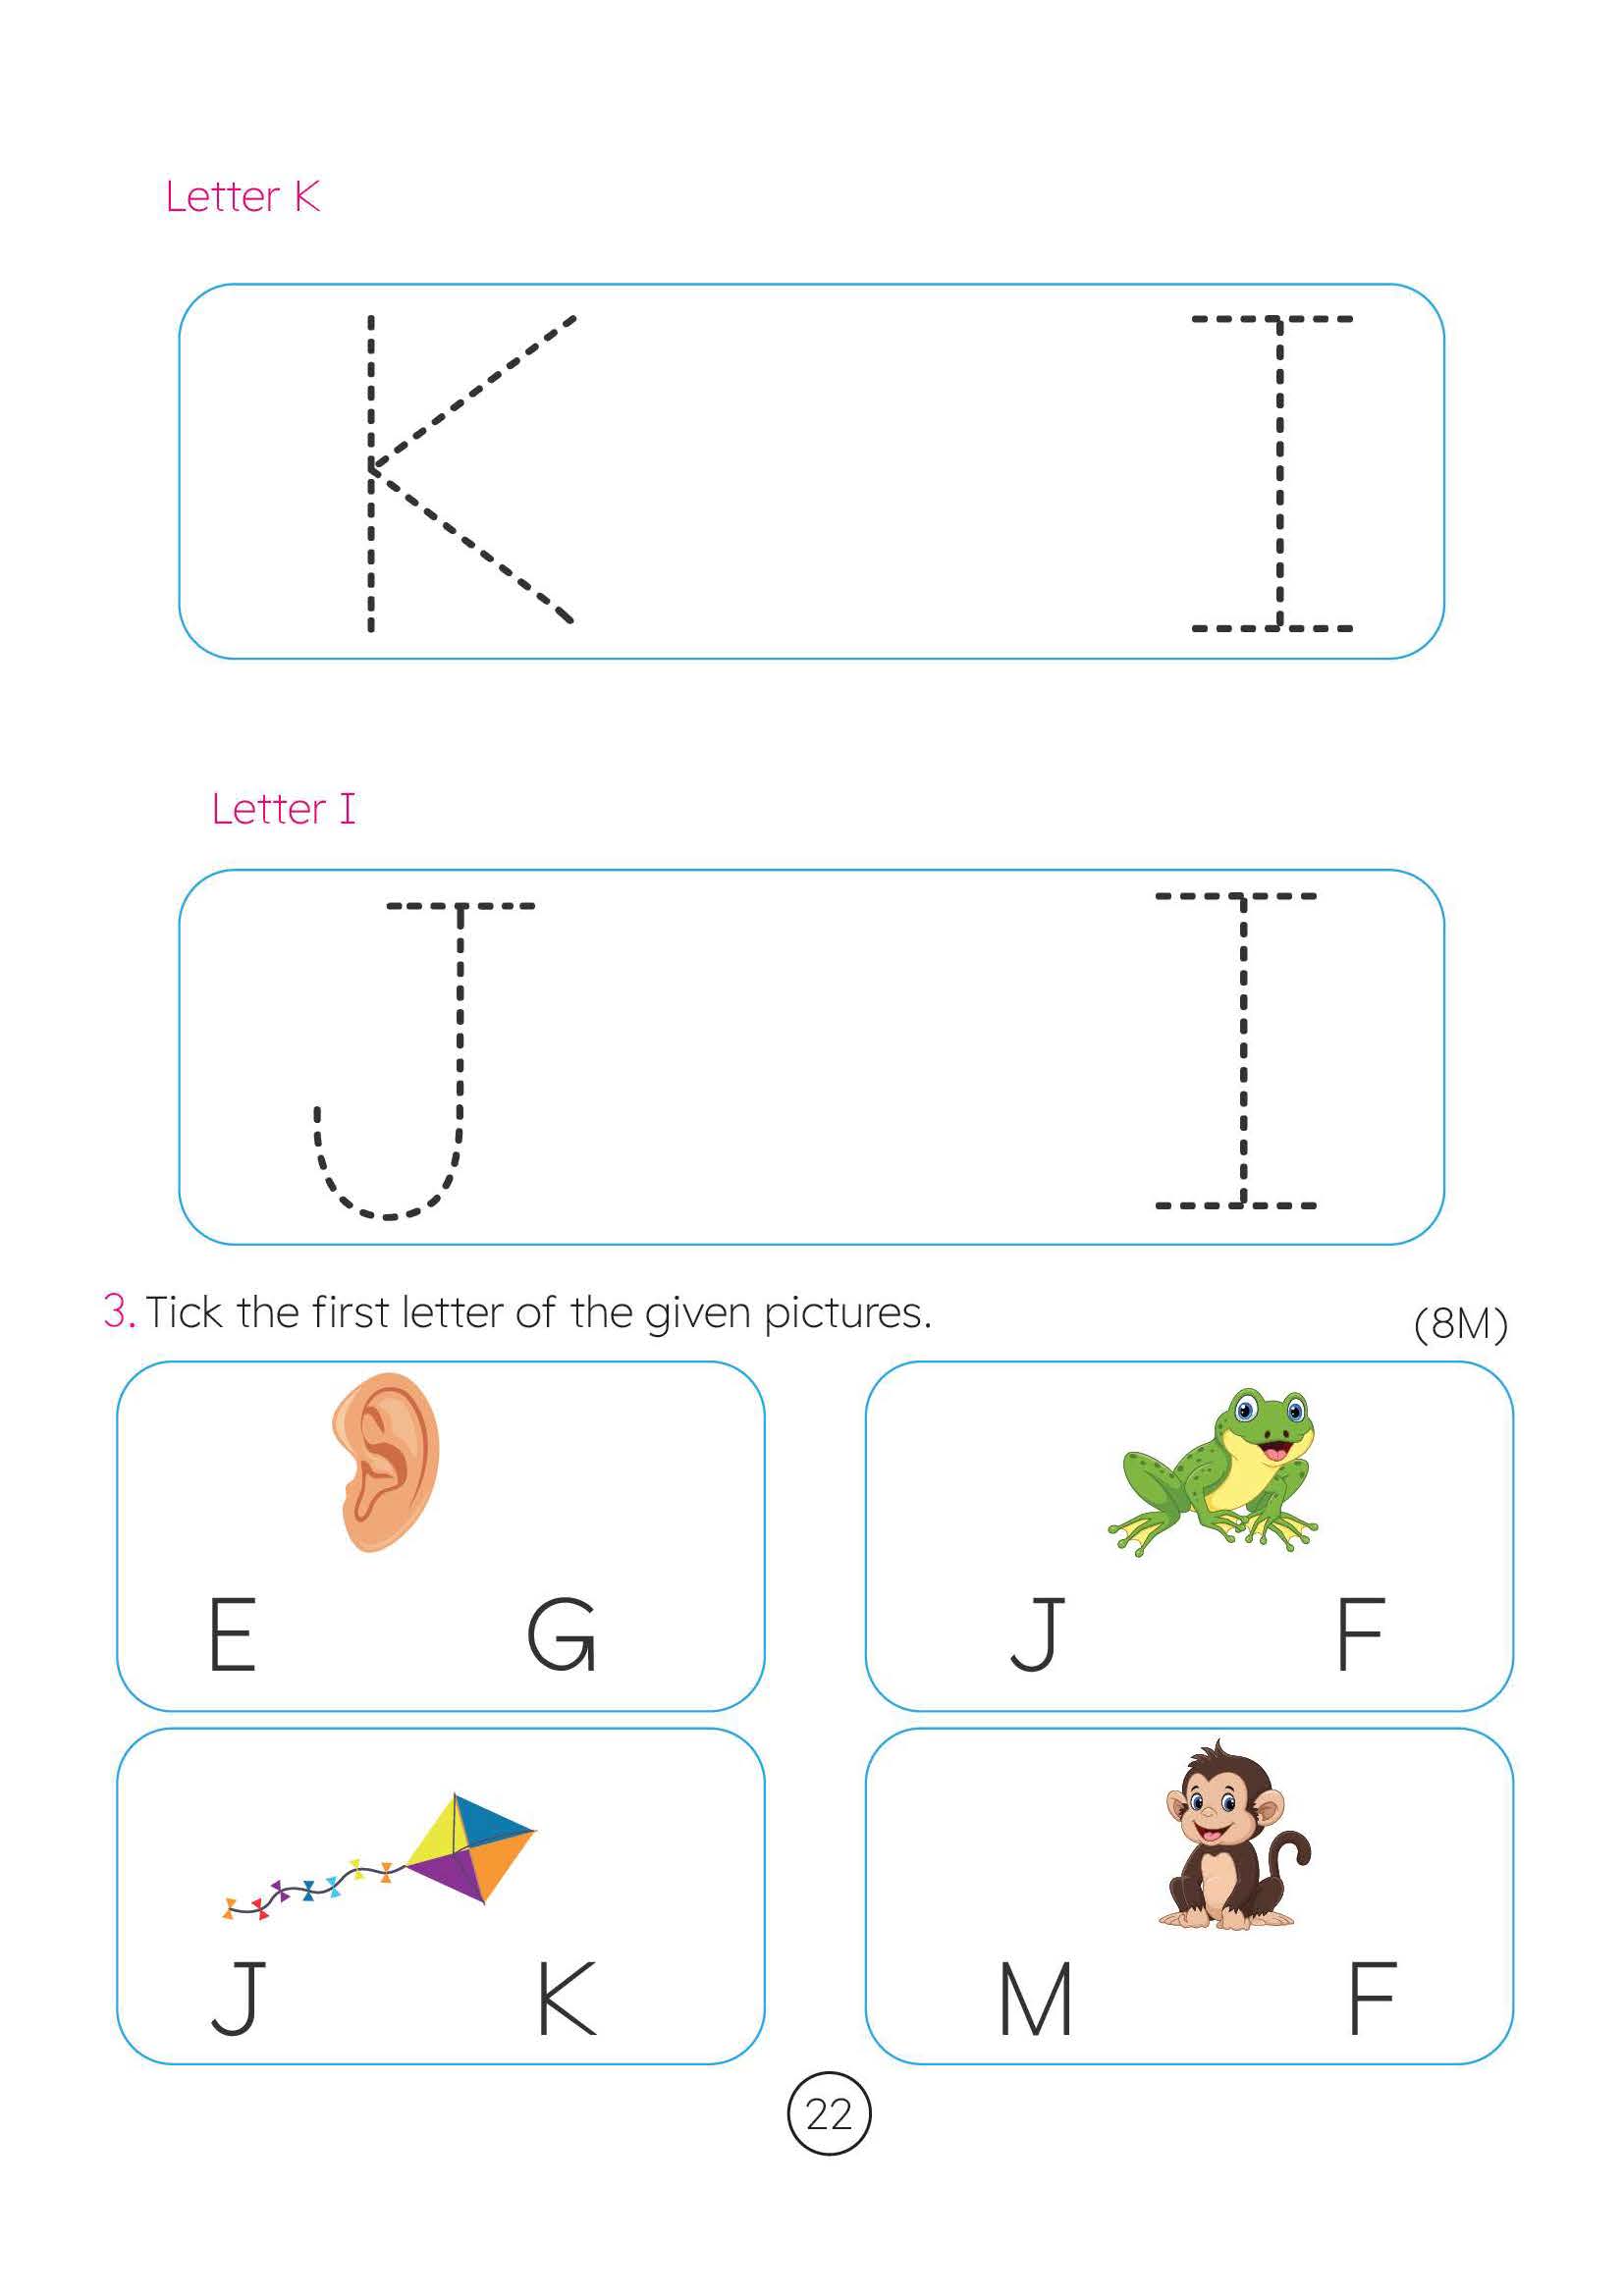 Letter K
K I
Letter I
J I
3. Tick the first letter of the given pictures. (8M)
E G
J F
J K
M F
22